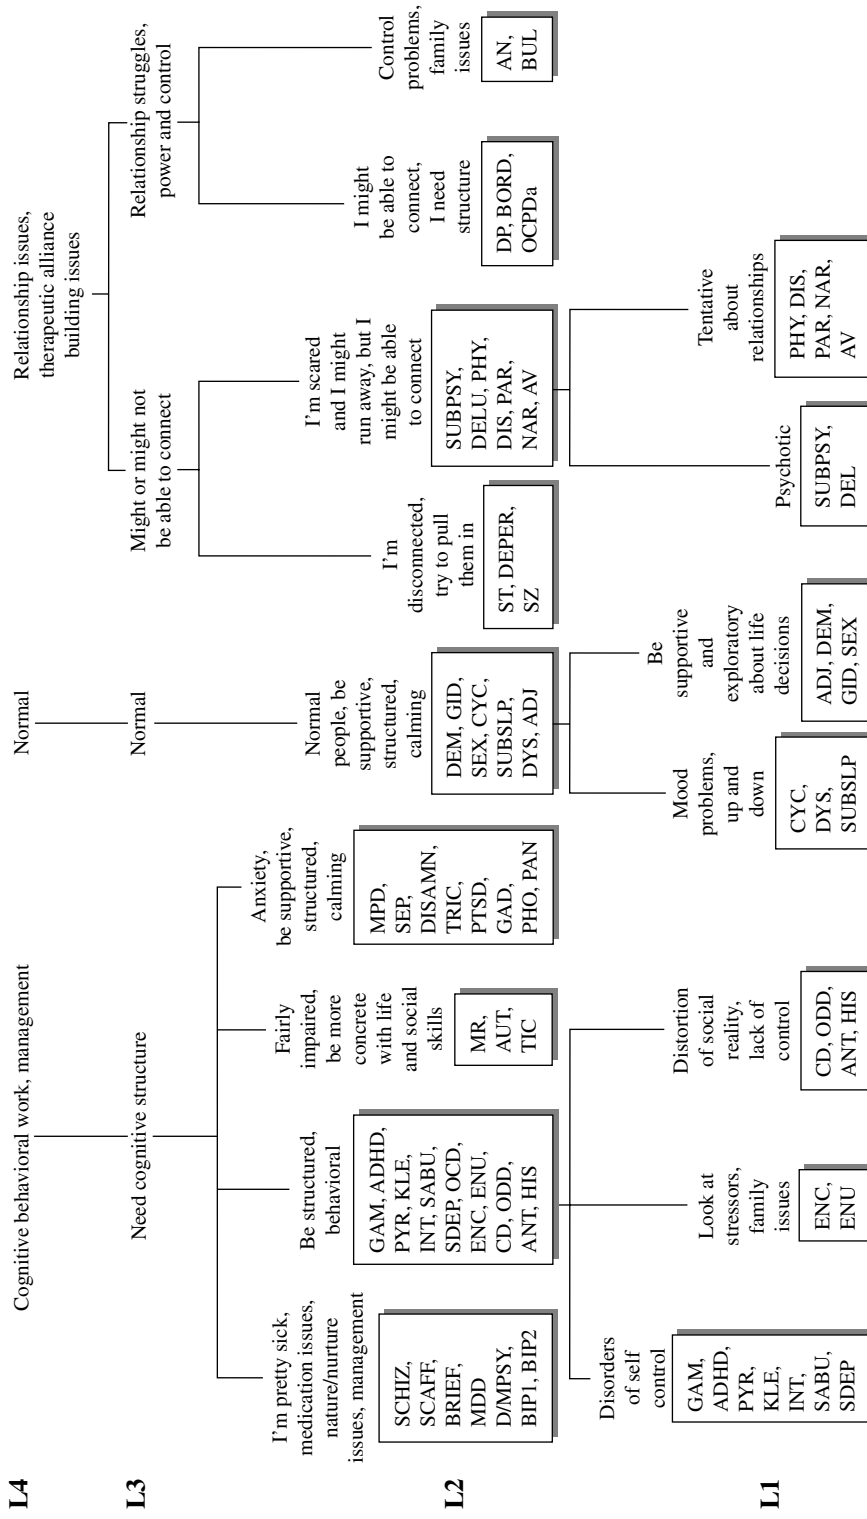 L4
Cognitive behavioral work, management
Normal
Relationship issues,
therapeutic alliance
building issues
L3
Need cognitive structure
Normal
Might or might not
be able to connect
Relationship struggles,
power and control
L2
I'm pretty sick,
medication issues,
nature/nurture
issues, management
SCHIZ,
SCAFF,
BRIEF,
MDD
D/MPSY,
BIP1, BIP2
Be structured,
behavioral
GAM, ADHD,
PYR, KLE,
INT, SABU,
SDEP, OCD,
ENC, ENU,
CD, ODD,
ANT, HIS
Fairly
impaired,
be more
concrete
with life
and social
skills
MR,
AUT,
TIC
Anxiety,
be supportive,
structured,
calming
MPD,
SEP,
DISAMN,
TRIC,
PTSD,
GAD,
PHO, PAN
Normal
people, be
supportive,
structured,
calming
DEM, GID,
SEX, CYC,
SUBSLP,
DYS, ADJ
I'm
disconnected,
try to pull
them in
ST, DEPER,
SZ
I'm scared
and I might
run away, but I
might be able
to connect
SUBPSY,
DELU, PHY,
DIS, PAR,
NAR, AV
I might
be able to
connect,
I need
structure
DP, BORD,
OCPDa
Control
problems,
family
issues
AN,
BUL
L1
Disorders
of self
control
GAM,
ADHD,
PYR,
KLE,
INT,
SABU,
SDEP
Look at
stressors,
family
issues
ENC,
ENU
Distortion
of social
reality,
lack of
control
CD, ODD,
ANT, HIS
Mood
problems,
up and
down
CYC,
DYS,
SUBSLP
Be
supportive
and
exploratory
about life
decisions
ADJ, DEM,
GID, SEX
Psychotic
SUBPSY,
DEL
Tentative
about
relationships
PHY, DIS,
PAR, NAR,
AV